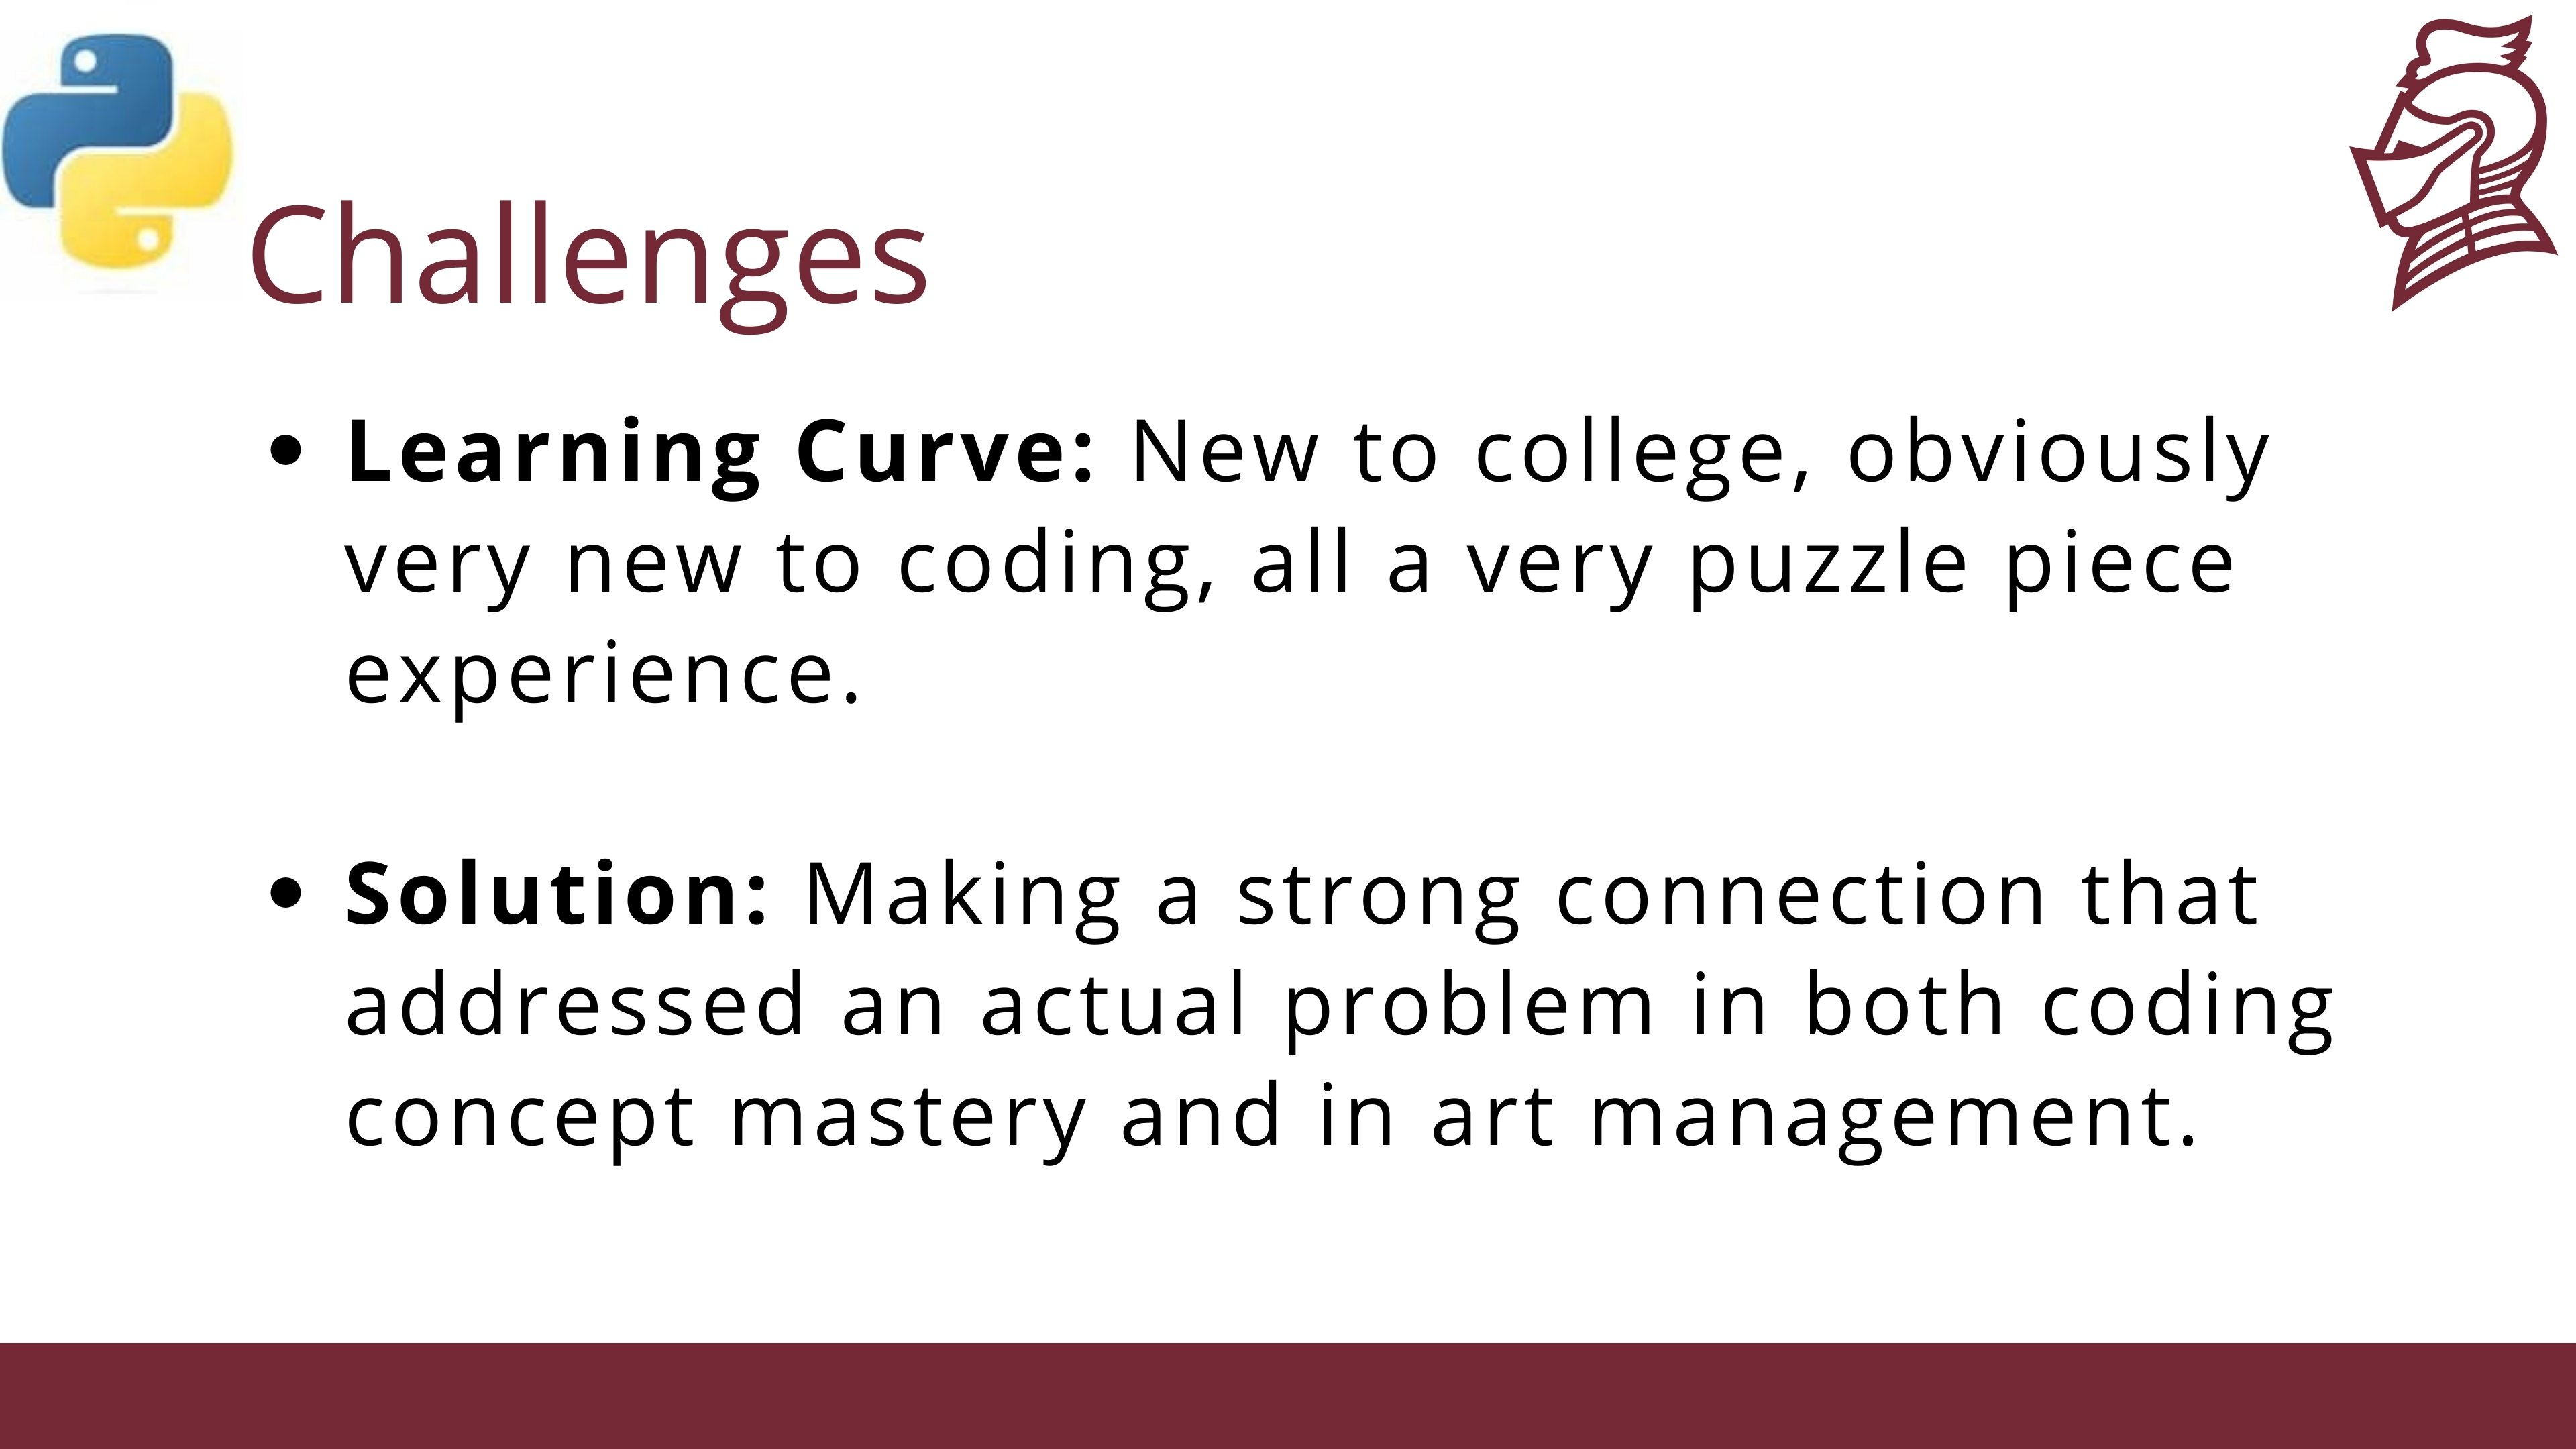 Challenges
• Learning Curve: New to college, obviously
very new to coding, all a very puzzle piece
experience.
• Solution: Making a strong connection that
addressed an actual problem in both coding
concept mastery and in art management.